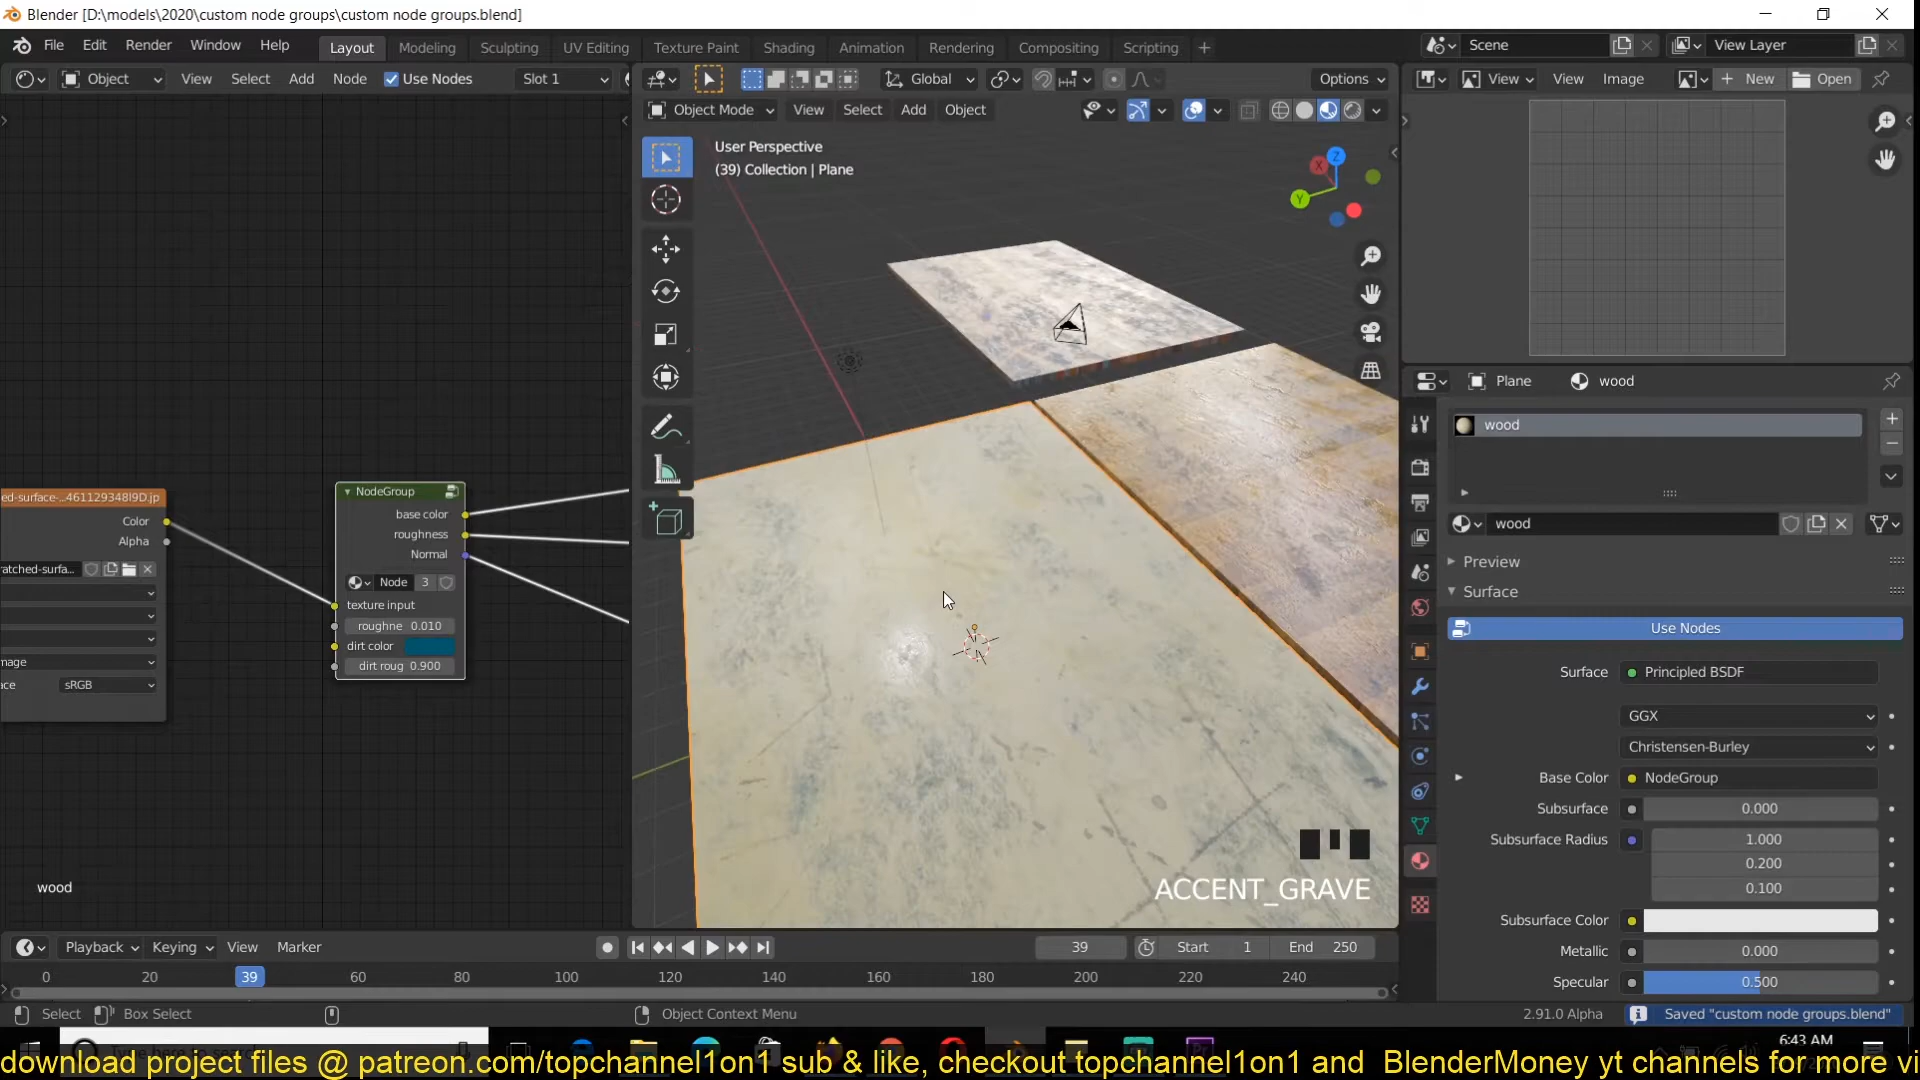 Blender [D:\models\2020\custom node groups\custom node groups.blend]
File Edit Render Window Help Layout Modeling Sculpting UV Editing Texture Paint Shading Animation Rendering Compositing Scripting Scene View Layer
Object View Select Add Node Use Nodes Slot 1 Global Options View View Image New Open
Object Mode View Select Add Object
User Perspective
(39) Collection | Plane
Z
X
Y
Plane wood
wood
wood
Preview
Surface
Use Nodes
Surface Principled BSDF
GGX
Christensen-Burley
Base Color NodeGroup
Subsurface 0.000
Subsurface Radius 1.000
0.200
0.100
Subsurface Color
Metallic 0.000
Specular 0.500
ed-surface-...461129348I9D.jp
Color
Alpha
ratched-surfa...
mage
ce sRGB
NodeGroup
base color
roughness
Normal
Node 3
texture input
roughne 0.010
dirt color
dirt roug 0.900
wood
ACCENT_GRAVE
Playback Keying View Marker 39 Start 1 End 250
0 20 39 60 80 100 120 140 160 180 200 220 240
Select Box Select Object Context Menu 2.91.0 Alpha Saved "custom node groups.blend"
6:43 AM
download project files @ patreon.com/topchannel1on1 sub & like, checkout topchannel1on1 and BlenderMoney yt channels for more vi